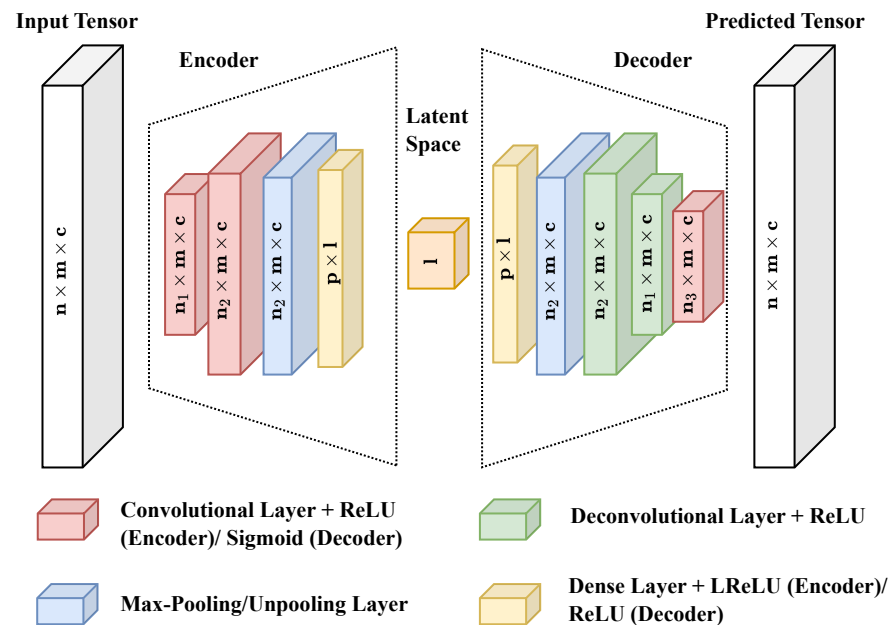 Input Tensor
Predicted Tensor
Encoder
Decoder
Latent
Space
n × m × c
n₁ × m × c
n₂ × m × c
n₂ × m × c
p × l
l
p × l
n₂ × m × c
n₂ × m × c
n₁ × m × c
n₃ × m × c
n × m × c
Convolutional Layer + ReLU
(Encoder)/ Sigmoid (Decoder)
Deconvolutional Layer + ReLU
Max-Pooling/Unpooling Layer
Dense Layer + LReLU (Encoder)/
ReLU (Decoder)